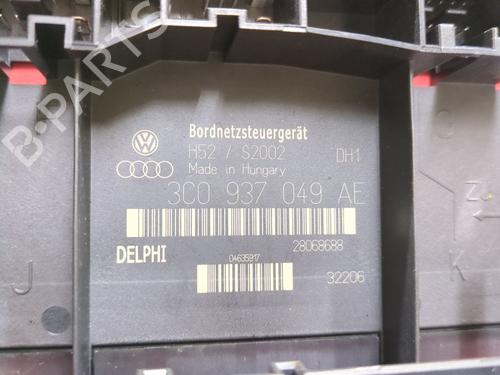 Bordnetzsteuergerät
H52 / S2002 DH1
Made in Hungary
3C0 937 049 AE
DELPHI 28068688
04635917
32206
J
Z
K
B-PARTS